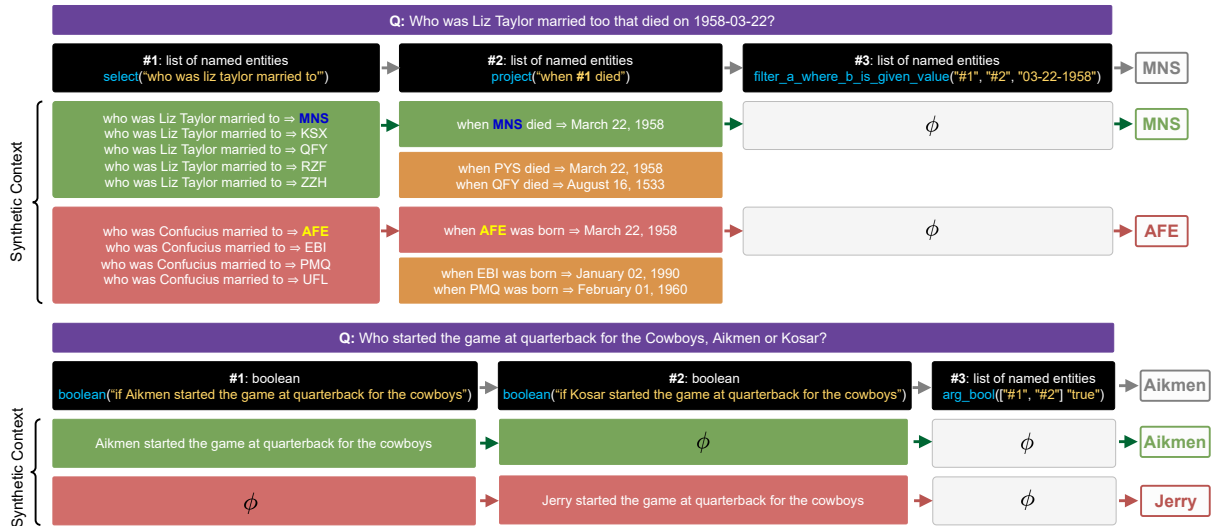 Q: Who was Liz Taylor married too that died on 1958-03-22?
#1: list of named entities
select(“who was liz taylor married to”')
#2: list of named entities
project(“when #1 died”)
#3: list of named entities
filter_a_where_b_is_given_value("#1", "#2", "03-22-1958")
MNS
Synthetic Context
who was Liz Taylor married to ⇒ MNS
who was Liz Taylor married to ⇒ KSX
who was Liz Taylor married to ⇒ QFY
who was Liz Taylor married to ⇒ RZF
who was Liz Taylor married to ⇒ ZZH
when MNS died ⇒ March 22, 1958
when PYS died ⇒ March 22, 1958
when QFY died ⇒ August 16, 1533
ϕ
MNS
who was Confucius married to ⇒ AFE
who was Confucius married to ⇒ EBI
who was Confucius married to ⇒ PMQ
who was Confucius married to ⇒ UFL
when AFE was born ⇒ March 22, 1958
when EBI was born ⇒ January 02, 1990
when PMQ was born ⇒ February 01, 1960
ϕ
AFE
Q: Who started the game at quarterback for the Cowboys, Aikmen or Kosar?
#1: boolean
boolean(“if Aikmen started the game at quarterback for the cowboys”)
#2: boolean
boolean(“if Kosar started the game at quarterback for the cowboys”)
#3: list of named entities
arg_bool(["#1", "#2"] "true")
Aikmen
Synthetic Context
Aikmen started the game at quarterback for the cowboys
ϕ
ϕ
Aikmen
ϕ
Jerry started the game at quarterback for the cowboys
ϕ
Jerry